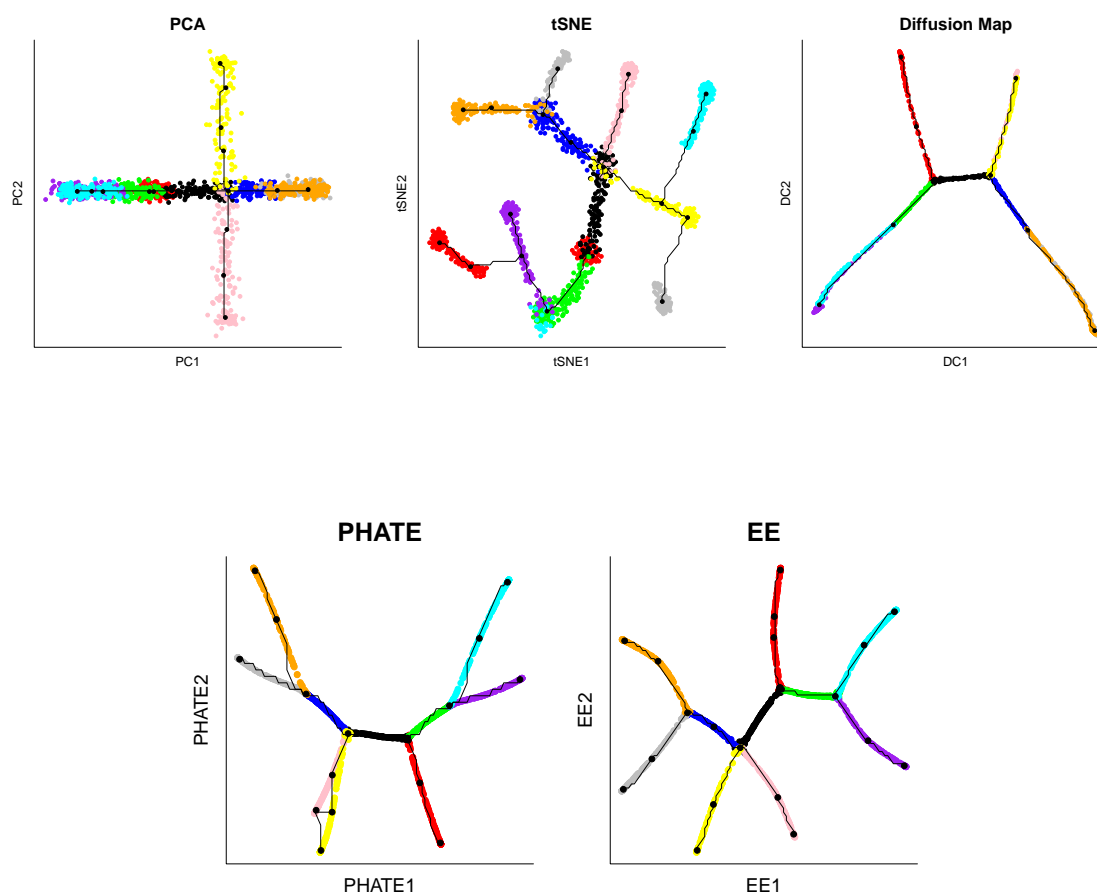 PCA
PC2
PC1
tSNE
tSNE2
tSNE1
Diffusion Map
DC2
DC1
PHATE
PHATE2
PHATE1
EE
EE2
EE1